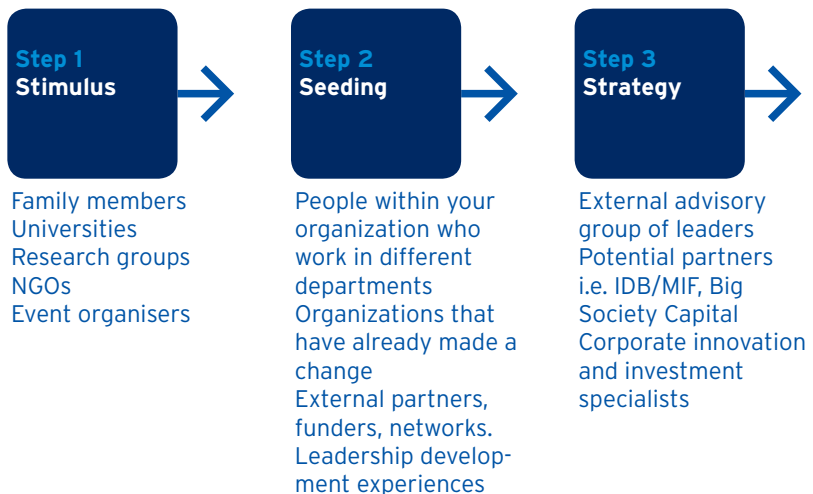 Step 1
Stimulus
Family members
Universities
Research groups
NGOs
Event organisers
Step 2
Seeding
People within your
organization who
work in different
departments
Organizations that
have already made a
change
External partners,
funders, networks.
Leadership develop-
ment experiences
Step 3
Strategy
External advisory
group of leaders
Potential partners
i.e. IDB/MIF, Big
Society Capital
Corporate innovation
and investment
specialists